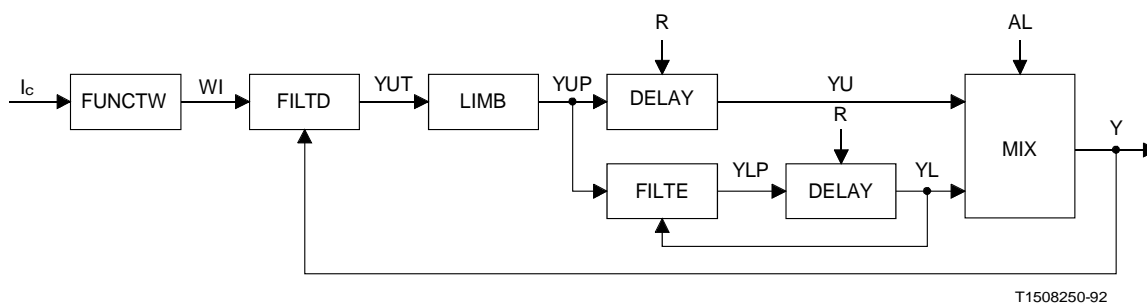 R
AL
Ic
FUNCTW
WI
FILTD
YUT
LIMB
YUP
DELAY
YU
R
MIX
Y
FILTE
YLP
DELAY
YL
T1508250-92